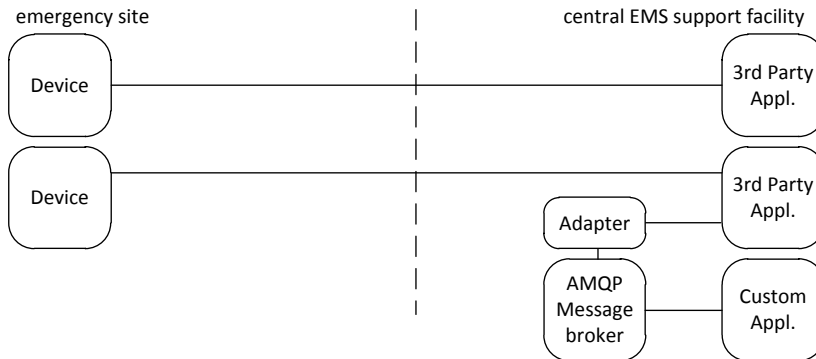 emergency site
central EMS support facility
Device
3rd Party
Appl.
Device
3rd Party
Appl.
Adapter
AMQP
Message
broker
Custom
Appl.